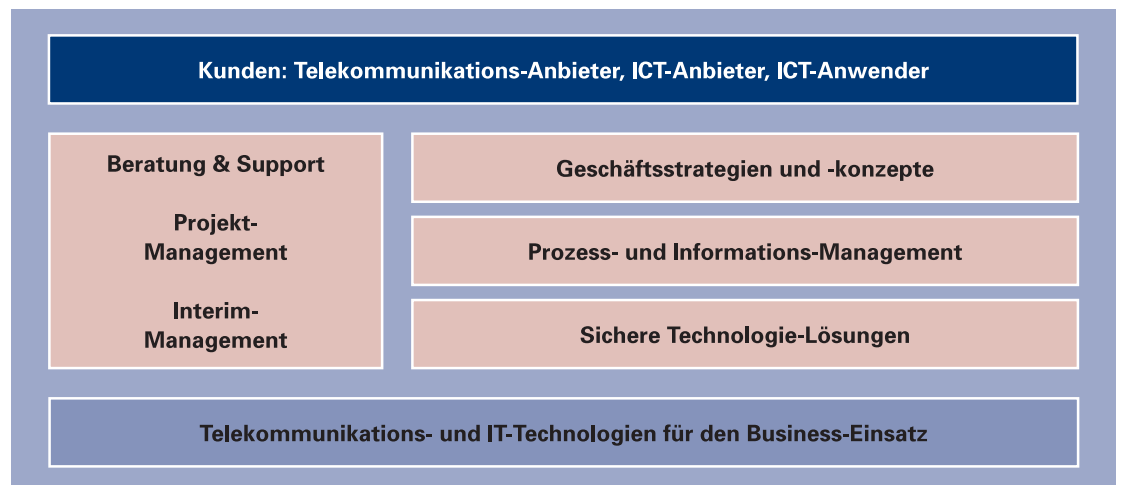 Kunden: Telekommunikations-Anbieter, ICT-Anbieter, ICT-Anwender
Beratung & Support
Projekt-
Management
Interim-
Management
Geschäftsstrategien und -konzepte
Prozess- und Informations-Management
Sichere Technologie-Lösungen
Telekommunikations- und IT-Technologien für den Business-Einsatz